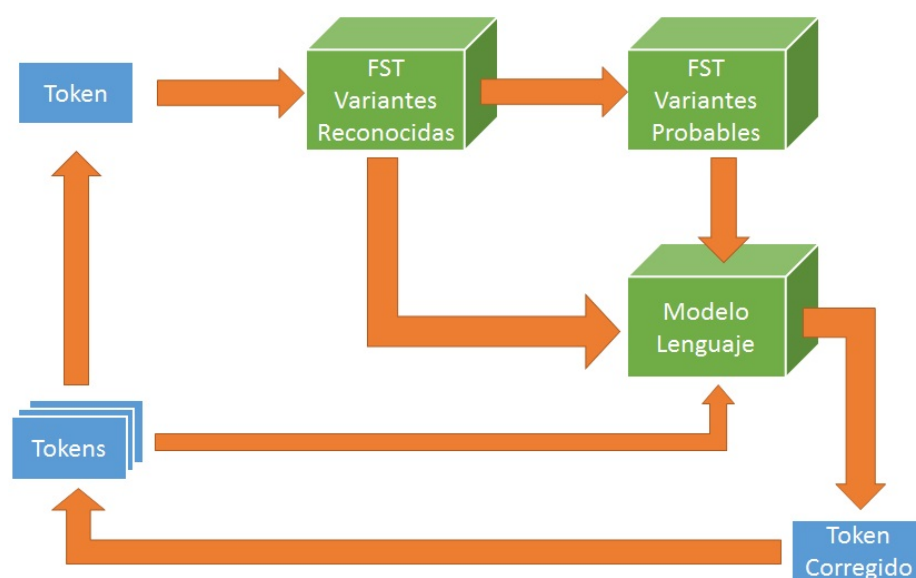 Token
FST
Variantes
Reconocidas
FST
Variantes
Probables
Modelo
Lenguaje
Tokens
Token
Corregido